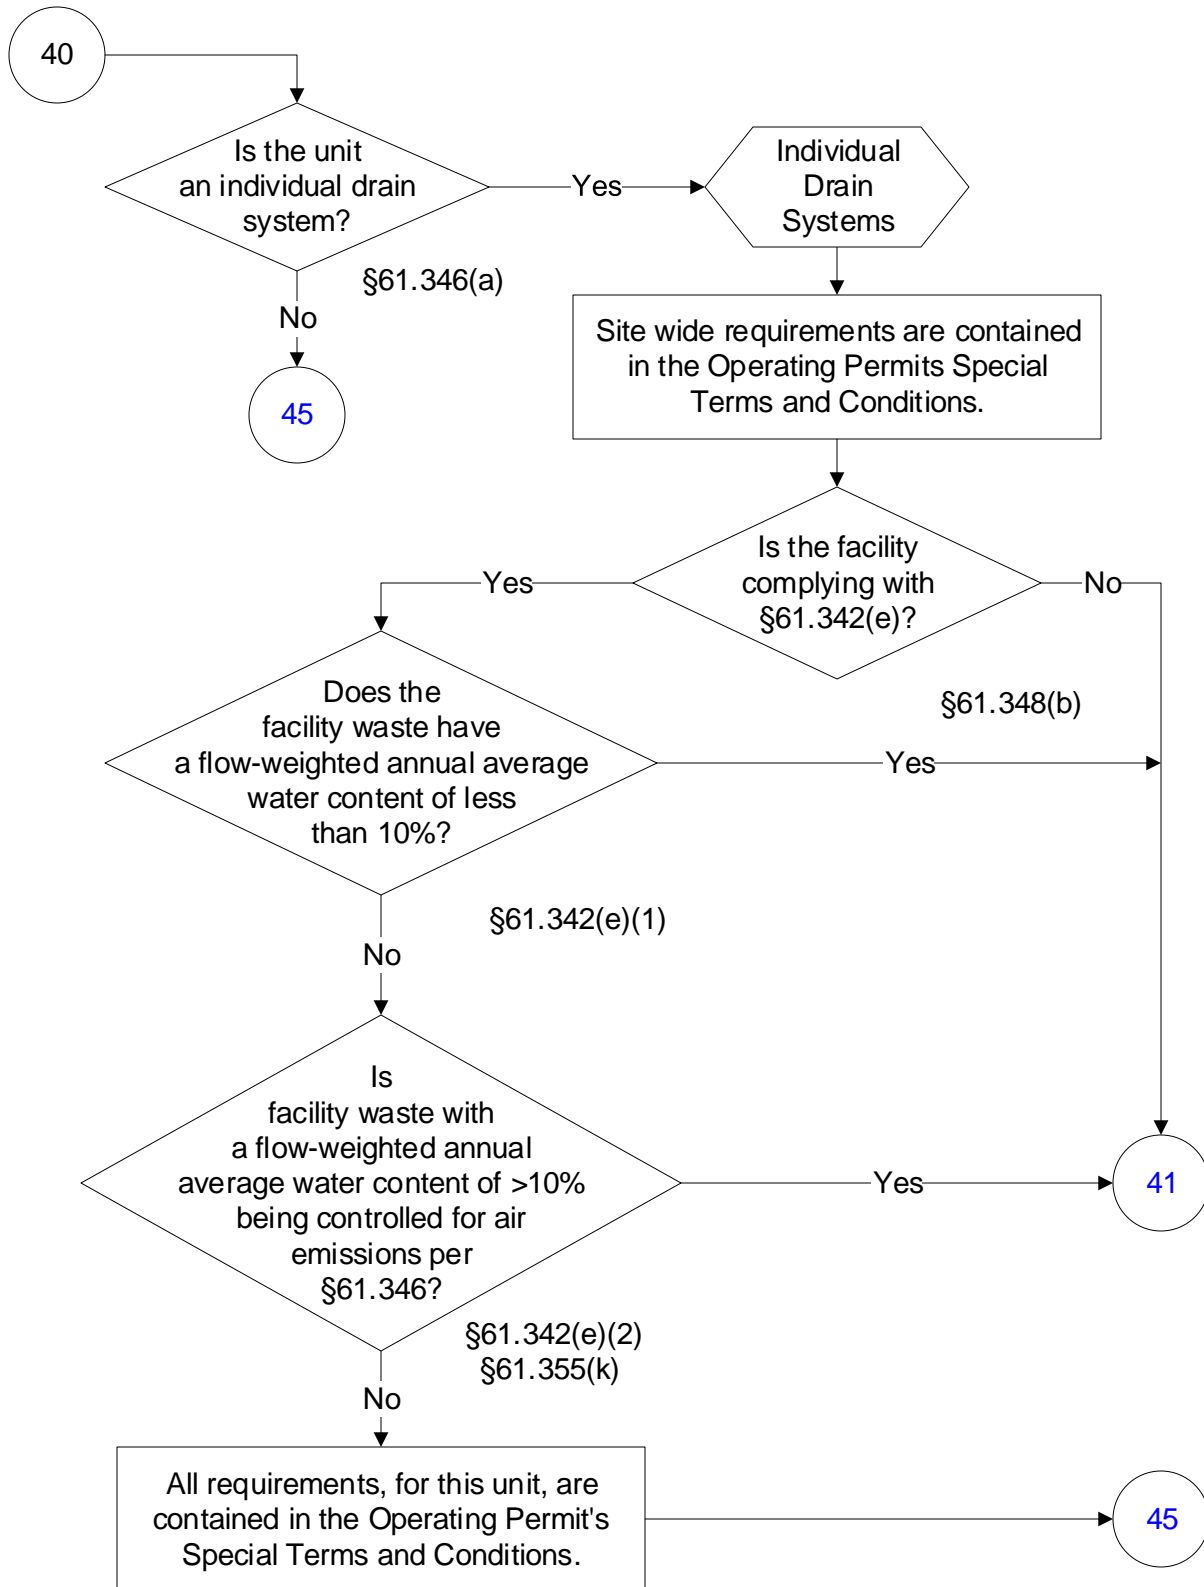 40
Is the unit
an individual drain
system?
Yes
Individual
Drain
Systems
§61.346(a)
No
45
Site wide requirements are contained
in the Operating Permits Special
Terms and Conditions.
Is the facility
complying with
§61.342(e)?
Yes
No
§61.348(b)
Does the
facility waste have
a flow-weighted annual average
water content of less
than 10%?
Yes
§61.342(e)(1)
No
Is
facility waste with
a flow-weighted annual
average water content of >10%
being controlled for air
emissions per
§61.346?
Yes
41
§61.342(e)(2)
§61.355(k)
No
All requirements, for this unit, are
contained in the Operating Permit's
Special Terms and Conditions.
45